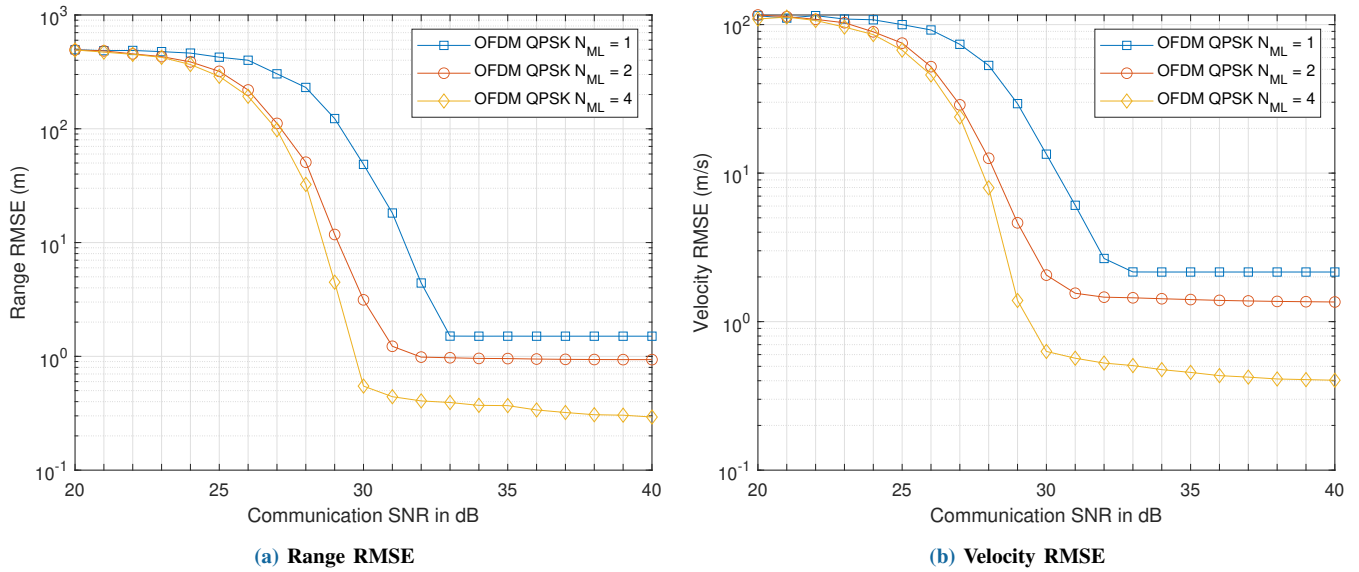 10^3
10^2
10^1
10^0
10^-1
Range RMSE (m)
OFDM QPSK N_ML = 1
OFDM QPSK N_ML = 2
OFDM QPSK N_ML = 4
20 25 30 35 40
Communication SNR in dB
(a) Range RMSE
10^2
10^1
10^0
10^-1
Velocity RMSE (m/s)
OFDM QPSK N_ML = 1
OFDM QPSK N_ML = 2
OFDM QPSK N_ML = 4
20 25 30 35 40
Communication SNR in dB
(b) Velocity RMSE